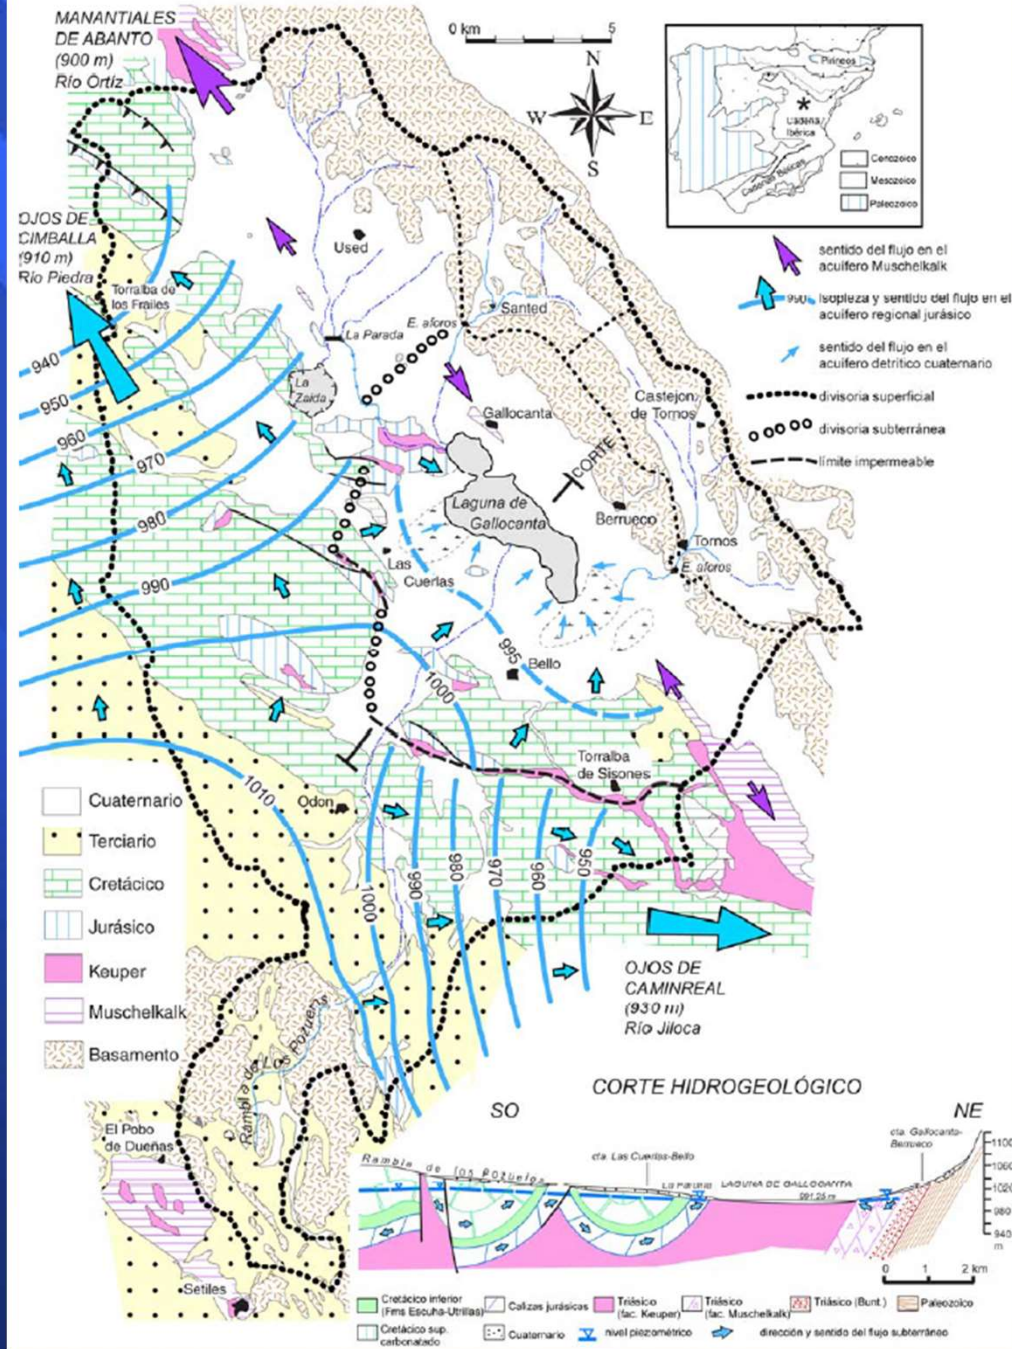 MANANTIALES
DE ABANTO
(900 m)
Río Ortiz
0 km 5
N
W E
S
Pirineos
Cadena
Ibérica
Cadenas Béticas
Cenozoico
Mesozoico
Paleozoico
OJOS DE
CIMBALLA
(910 m)
Río Piedra
Torralba de
los Frailes
Used
Santed
E. aforos
La Parada
La
Zaida
Gallocanta
Castejon
de Tornos
CORTE
Laguna de
Gallocanta
Berrueco
Tornos
E. aforos
Las
Cuerlas
Bello
940
950
960
970
980
990
995
1000
1010
sentido del flujo en el
acuífero Muschelkalk
990 Isopieza y sentido del flujo en el
acuífero regional jurásico
sentido del flujo en el
acuífero detrítico cuaternario
divisoria superficial
divisoria subterránea
límite impermeable
Torralba
de Sisones
Odon
1000
990
980
970
960
950
Cuaternario
Terciario
Cretácico
Jurásico
Keuper
Muschelkalk
Basamento
OJOS DE
CAMINREAL
(930 m)
Río Jiloca
Rambla de Los Pozuelos
El Pobo
de Dueñas
Setiles
CORTE HIDROGEOLÓGICO
SO
NE
Rambla de los Pozuelos
cta. Las Cuerlas-Bello
LAGUNA DE GALLOCANTA
cta. Gallocanta-
Berrueco
1100
1060
1020
980
940
m
0 1 2 km
Cretácico inferior
(Fms Escuha-Utrillas)
Calizas jurásicas
Triásico
(fac. Keuper)
Triásico
(fac. Muschelkalk)
Triásico (Bunt.)
Paleozoico
Cretácico sup.
carbonatado
Cuaternario
nivel piezométrico
dirección y sentido del flujo subterráneo